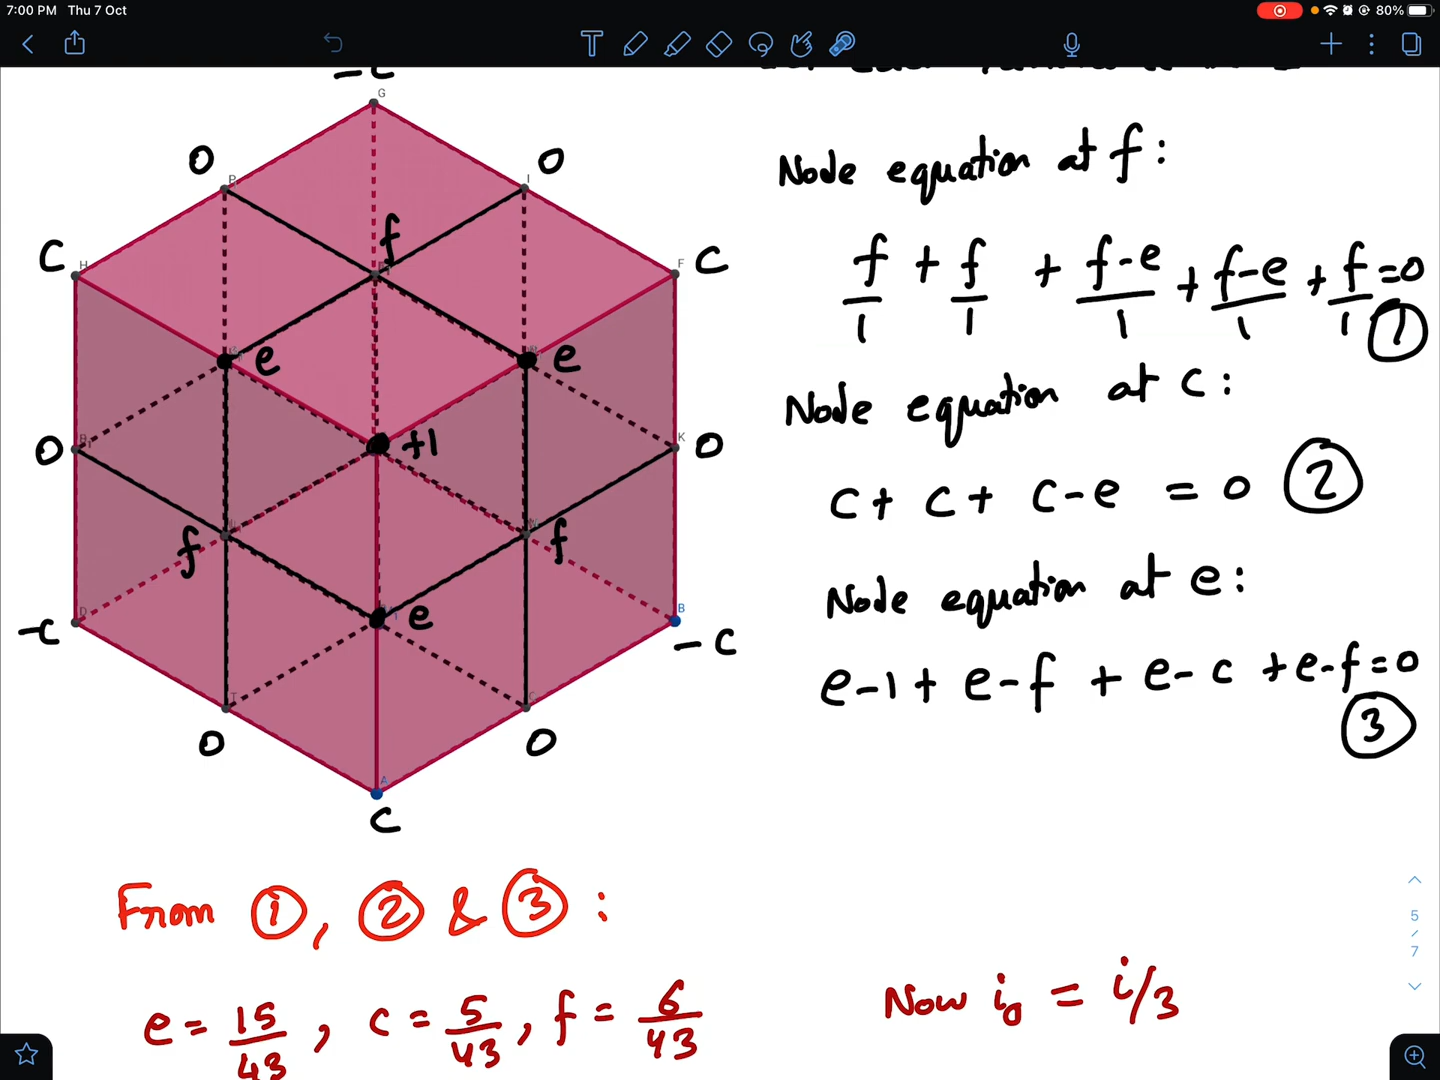 7:00 PM Thu 7 Oct
80%
T
-C
G
0
0
P
I
Node equation at f:
C
H
f
F
C
f/1 + f/1 + f-e/1 + f-e/1 + f/1 = 0 ①
e
e
Node equation at c:
0
+1
K
0
c + c + c-e = 0 ②
f
f
Node equation at e:
-C
D
e
B
-C
e-1 + e-f + e-c + e-f = 0
③
T
0
0
A
C
From ①, ② & ③ :
5
/
7
e = 15/43 , c = 5/43 , f = 6/43
Now i₀ = i/3